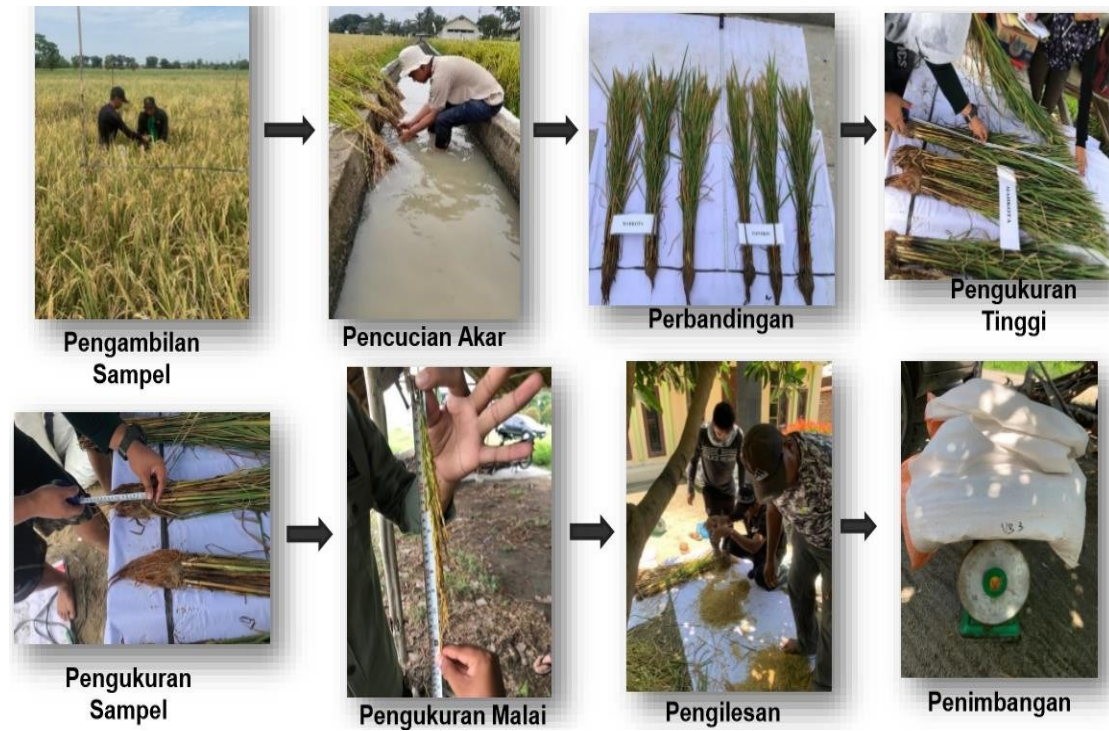 Pengambilan
Sampel
Pencucian Akar
Perbandingan
Pengukuran
Tinggi
Pengukuran
Sampel
Pengukuran Malai
Pengilesan
Penimbangan